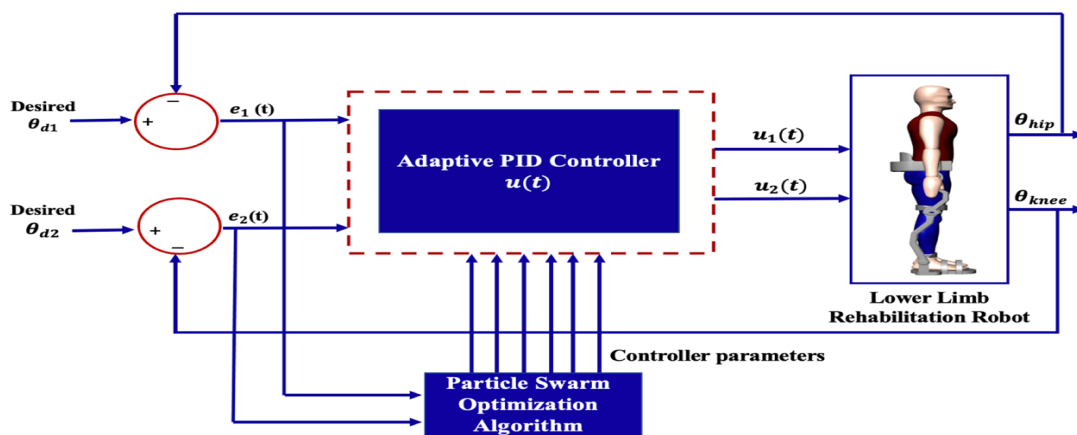 Desired
θd1
+
−
e1 (t)
Desired
θd2
+
−
e2(t)
Adaptive PID Controller
u(t)
u1(t)
u2(t)
θhip
θknee
Lower Limb
Rehabilitation Robot
Controller parameters
Particle Swarm
Optimization
Algorithm